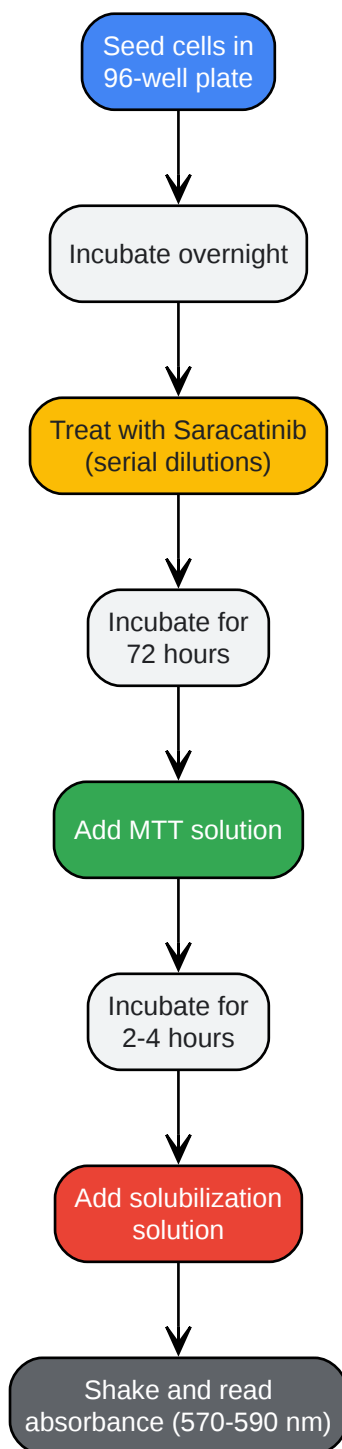 Seed cells in
96-well plate
Incubate overnight
Treat with Saracatinib
(serial dilutions)
Incubate for
72 hours
Add MTT solution
Incubate for
2-4 hours
Add solubilization
solution
Shake and read
absorbance (570-590 nm)